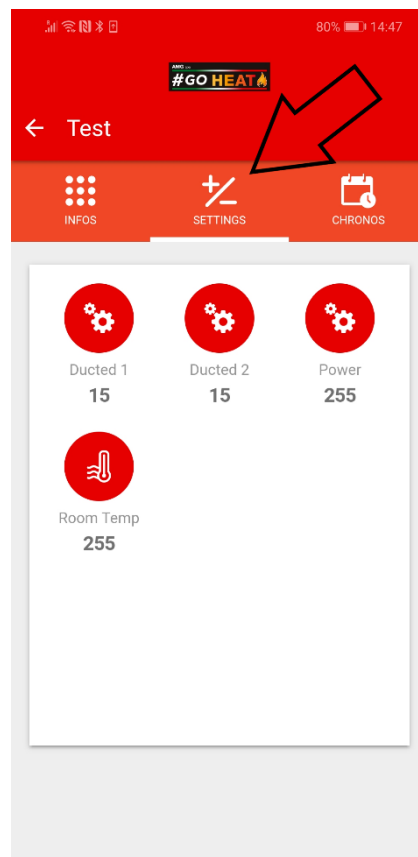 80% 14:47
#GO HEAT
Test
INFOS SETTINGS CHRONOS
Ducted 1 Ducted 2 Power
15 15 255
Room Temp
255